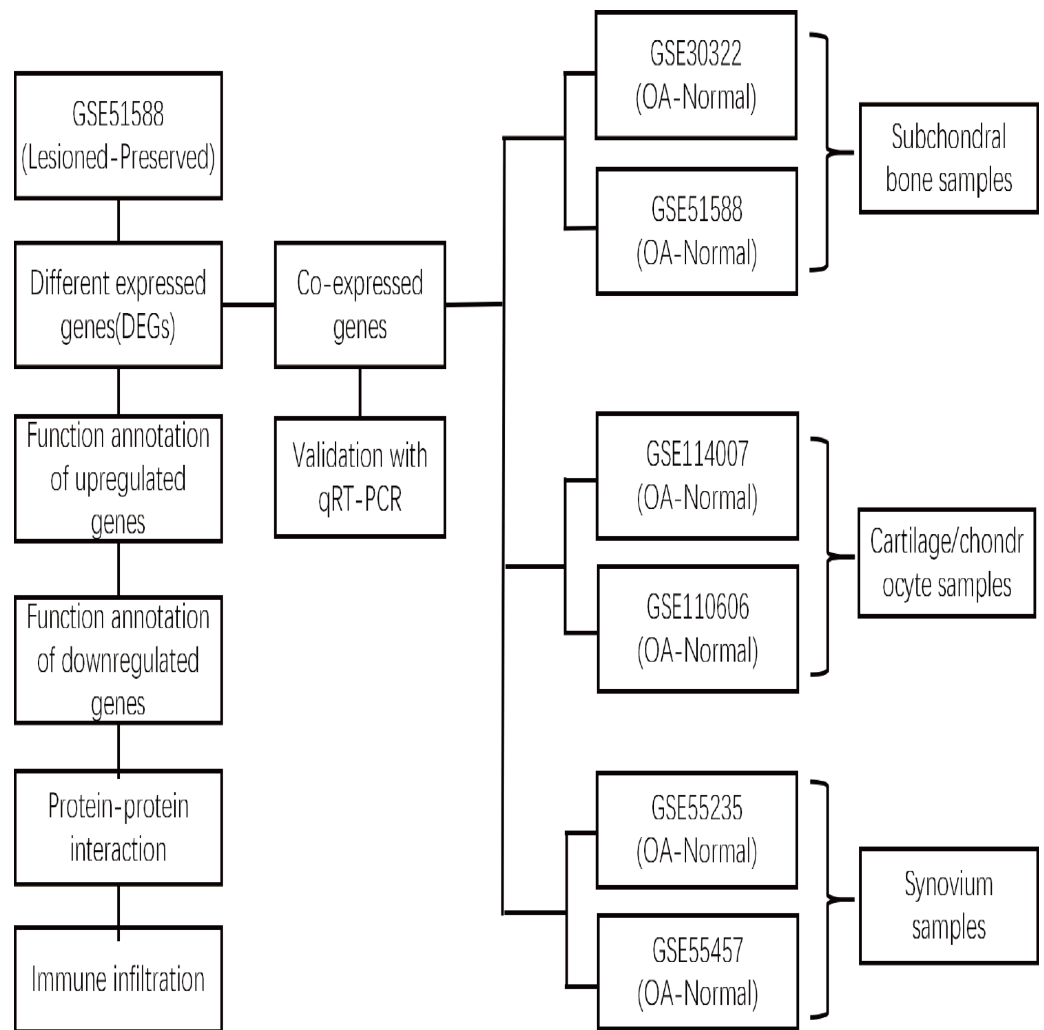 GSE51588
(Lesioned-Preserved)
Different expressed
genes(DEGs)
Function annotation
of upregulated
genes
Function annotation
of downregulated
genes
Protein-protein
interaction
Immune infiltration
Co-expressed
genes
Validation with
qRT-PCR
GSE30322
(OA-Normal)
GSE51588
(OA-Normal)
Subchondral
bone samples
GSE114007
(OA-Normal)
GSE110606
(OA-Normal)
Cartilage/chondr
ocyte samples
GSE55235
(OA-Normal)
GSE55457
(OA-Normal)
Synovium
samples